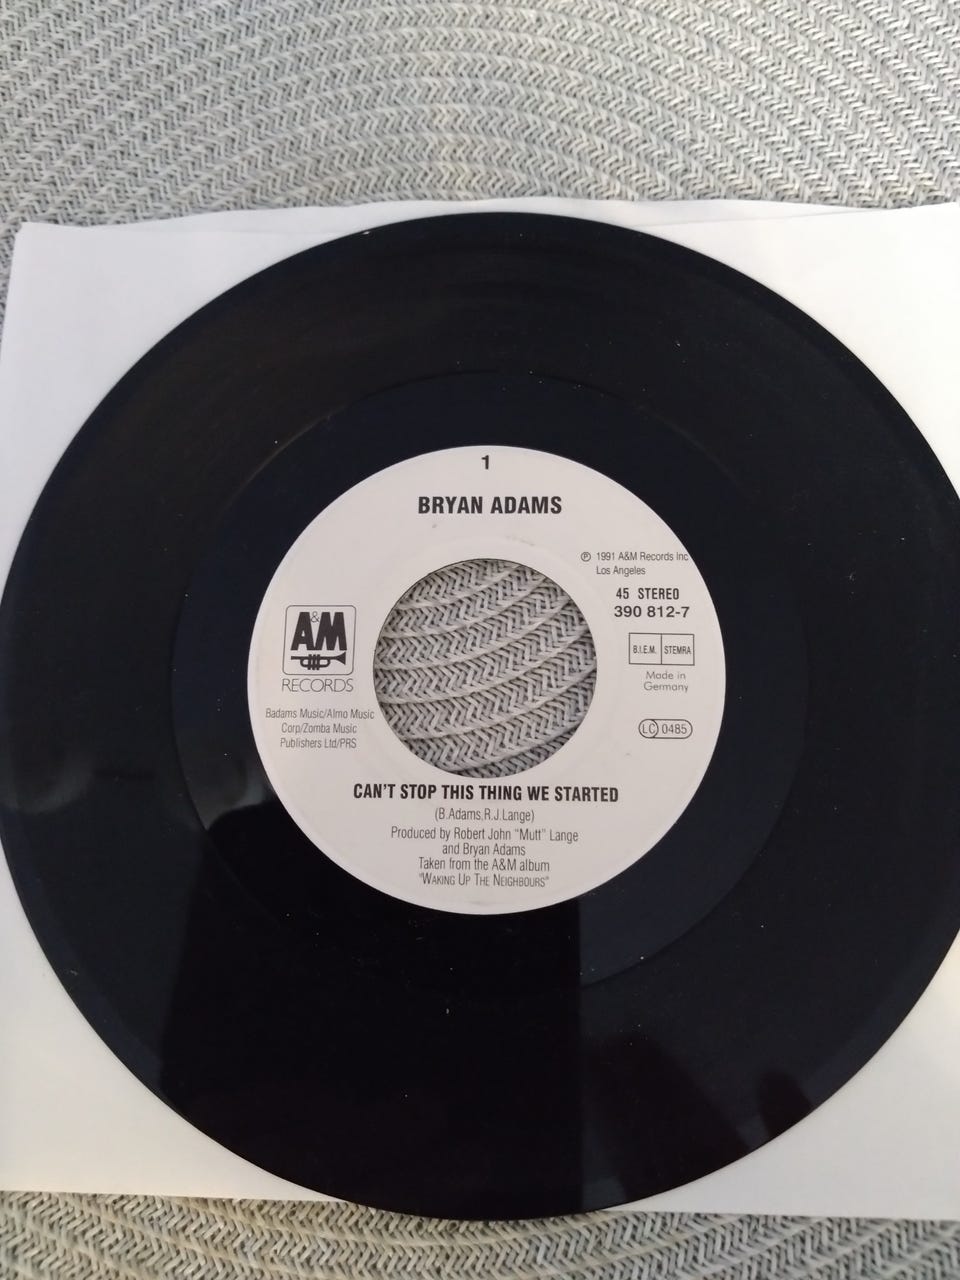 1
BRYAN ADAMS
℗ 1991 A&M Records Inc
Los Angeles
45 STEREO
390 812-7
B.I.E.M. STEMRA
Made in
Germany
LC 0485
A&M
RECORDS
Badams Music/Almo Music
Corp/Zomba Music
Publishers Ltd/PRS
CAN'T STOP THIS THING WE STARTED
(B.Adams,R.J.Lange)
Produced by Robert John "Mutt" Lange
and Bryan Adams
Taken from the A&M album
"WAKING UP THE NEIGHBOURS"